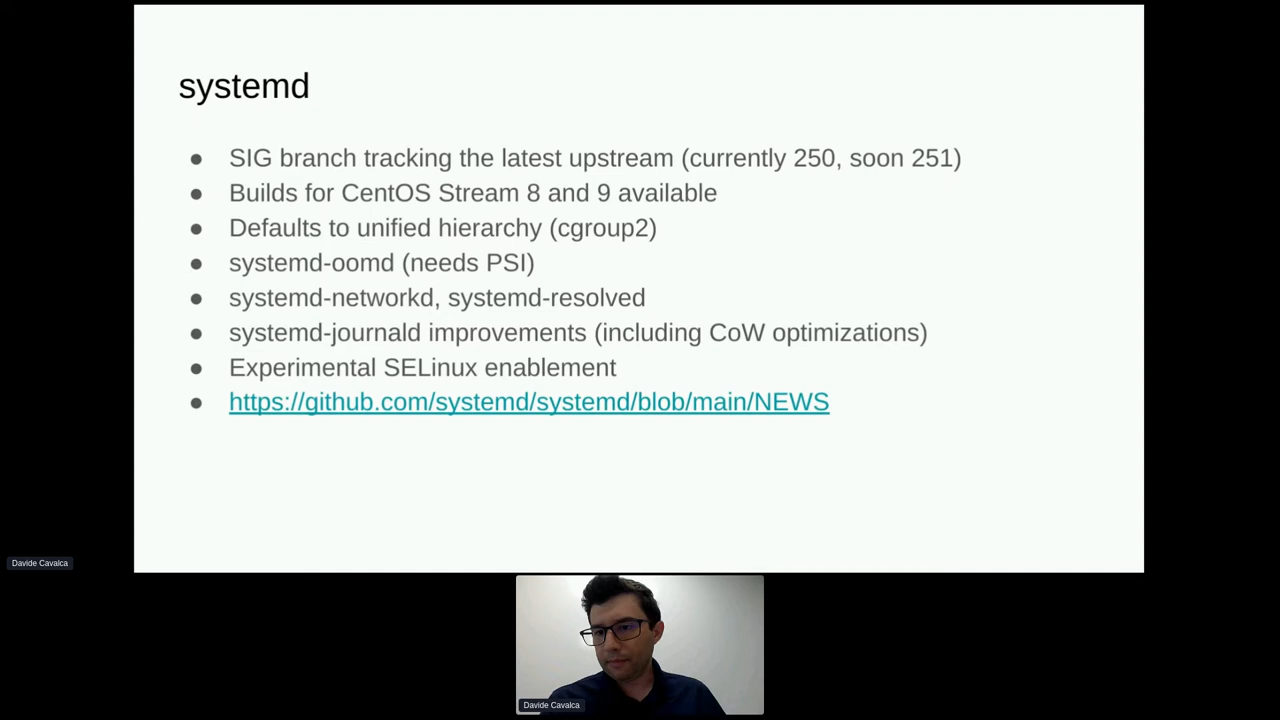 systemd
● SIG branch tracking the latest upstream (currently 250, soon 251)
● Builds for CentOS Stream 8 and 9 available
● Defaults to unified hierarchy (cgroup2)
● systemd-oomd (needs PSI)
● systemd-networkd, systemd-resolved
● systemd-journald improvements (including CoW optimizations)
● Experimental SELinux enablement
● https://github.com/systemd/systemd/blob/main/NEWS
Davide Cavalca
Davide Cavalca